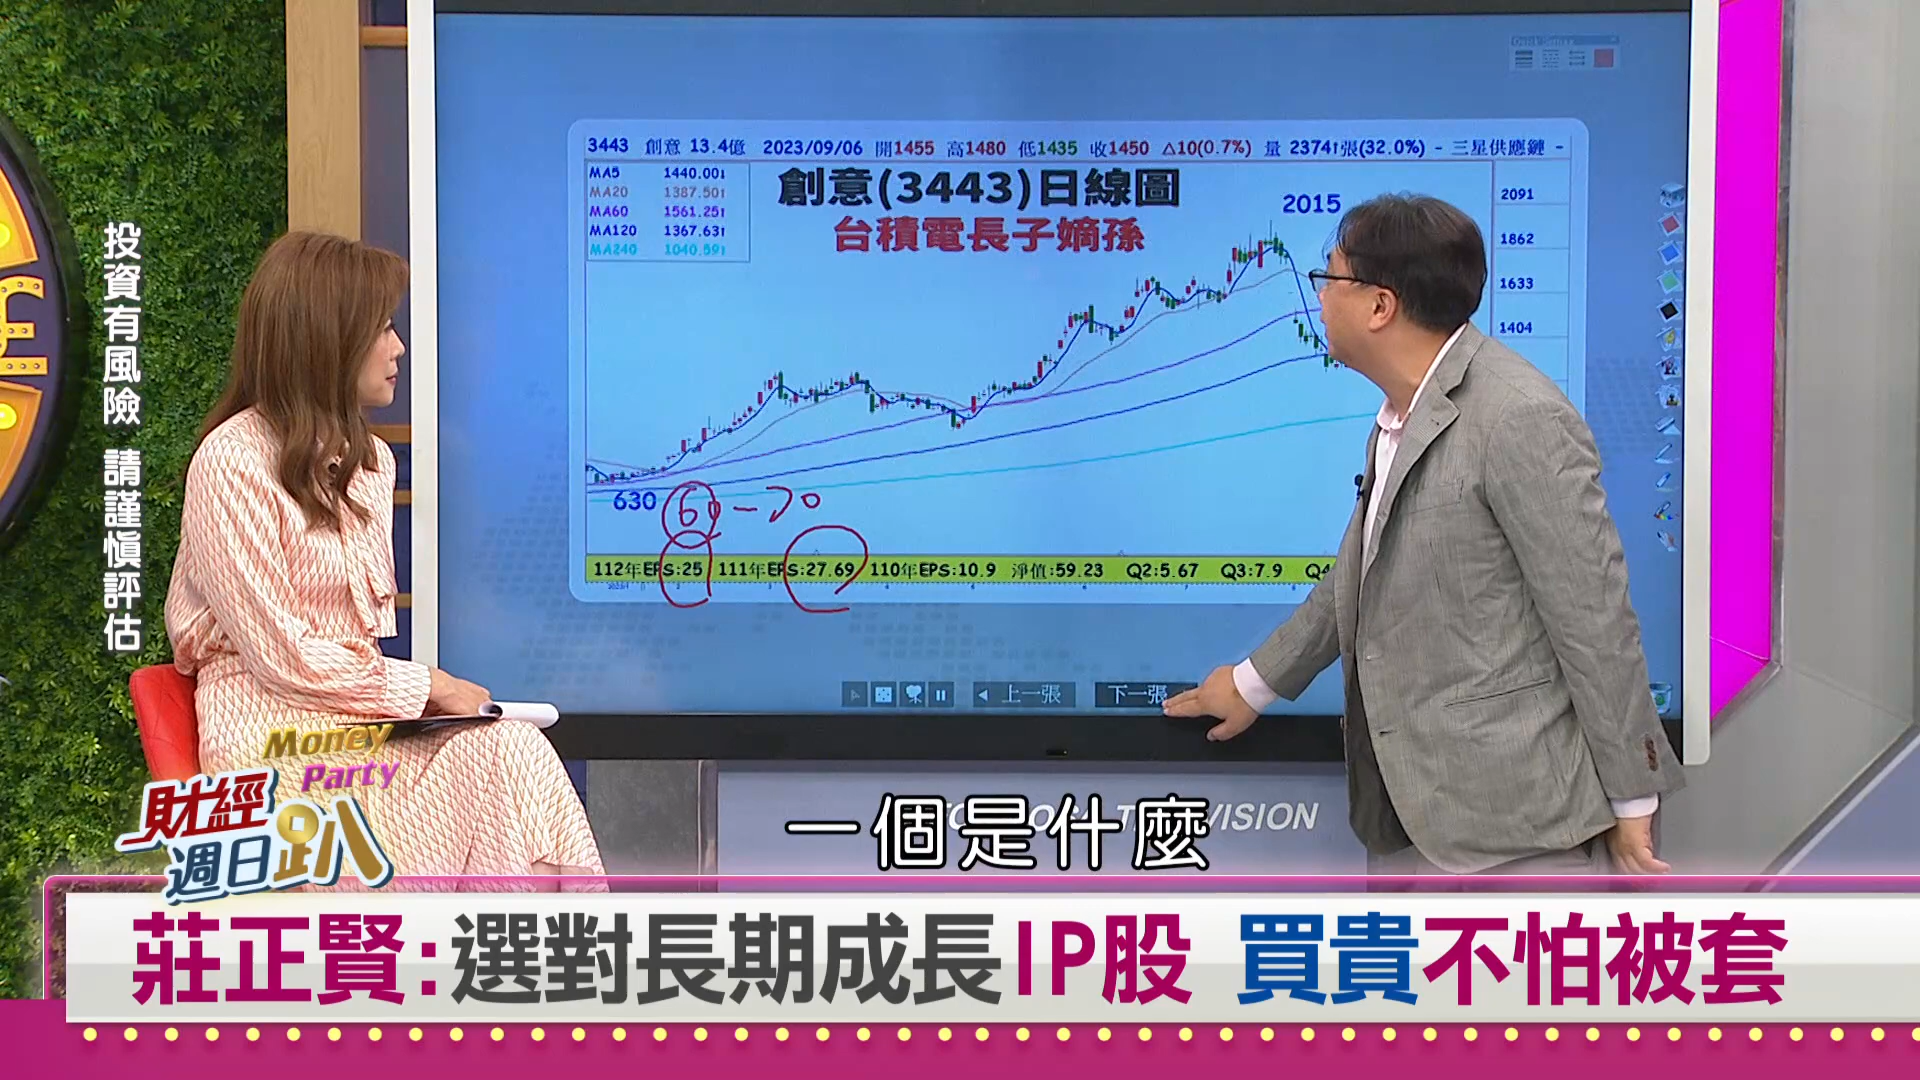 投資有風險 請謹慎評估
3443 創意 13.4億 2023/09/06 開1455 高1480 低1435 收1450 △10(0.7%) 量 2374↑張(32.0%) - 三星供應鏈 -
MA5 1440.00↑
MA20 1387.50↑
MA60 1561.25↑
MA120 1367.63↑
MA240 1040.59↑
創意(3443)日線圖
台積電長子嫡孫
2015
2091
1862
1633
1404
630
60-70
112年EPS:25 111年EPS:27.69 110年EPS:10.9 淨值:59.23 Q2:5.67 Q3:7.9 Q4
上一張 下一張
Money
Party
財經
週日趴
VISION
一個是什麼
莊正賢:選對長期成長IP股 買貴不怕被套